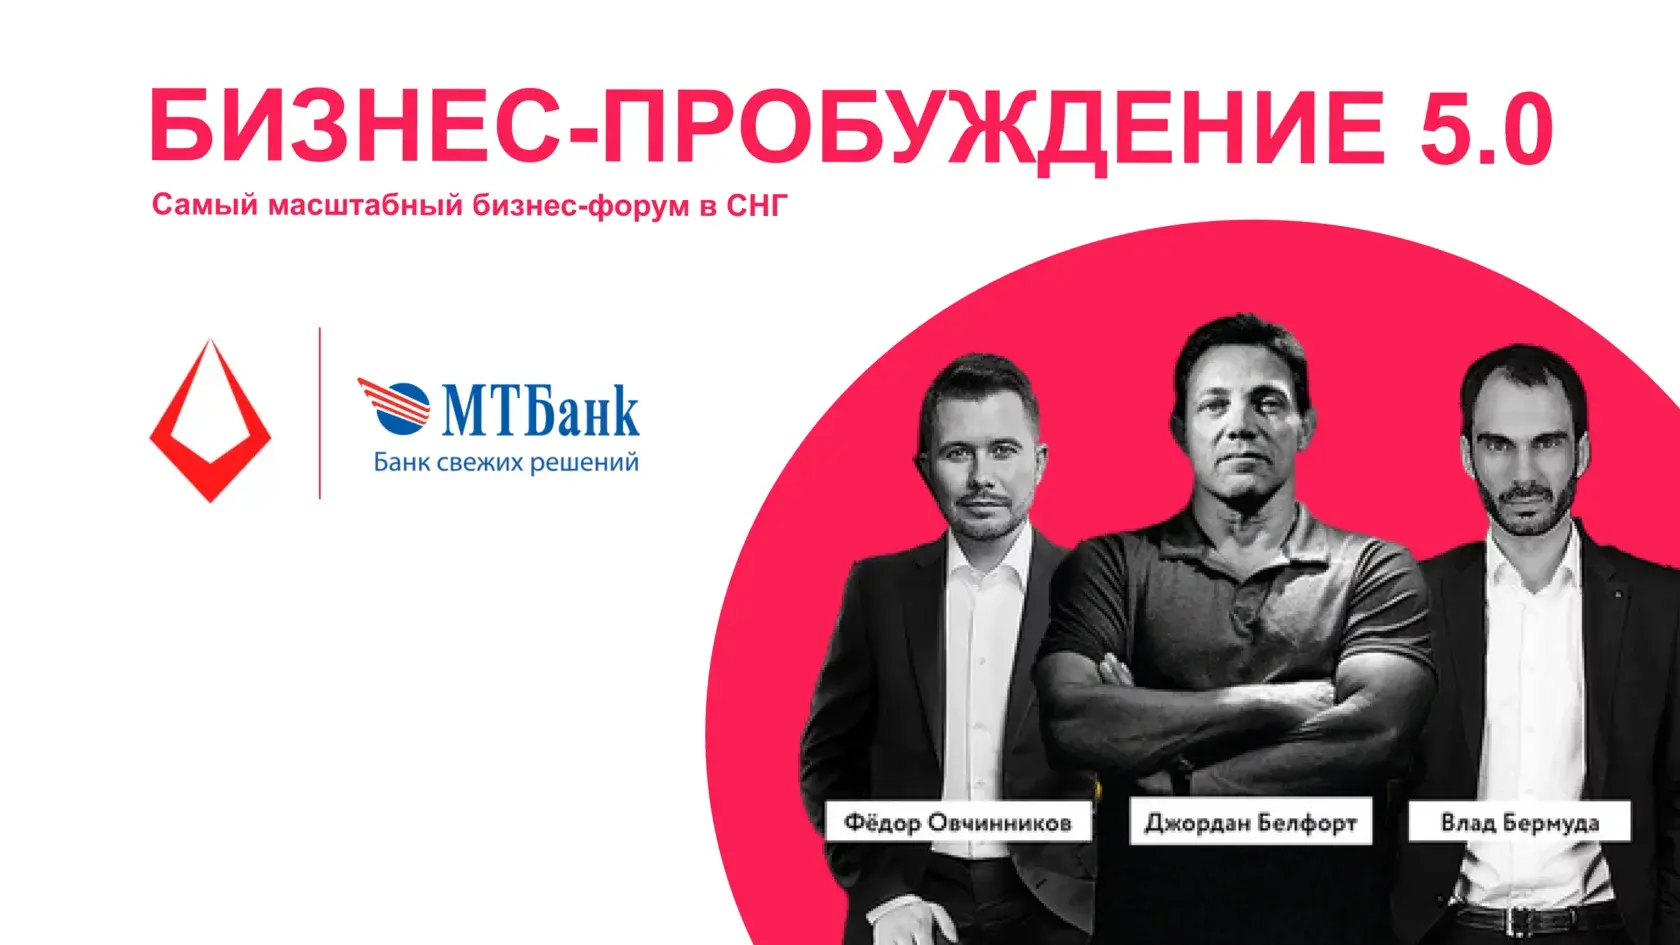 БИЗНЕС-ПРОБУЖДЕНИЕ 5.0
Самый масштабный бизнес-форум в СНГ
МТБанк
Банк свежих решений
Фёдор Овчинников
Джордан Белфорт
Влад Бермуда